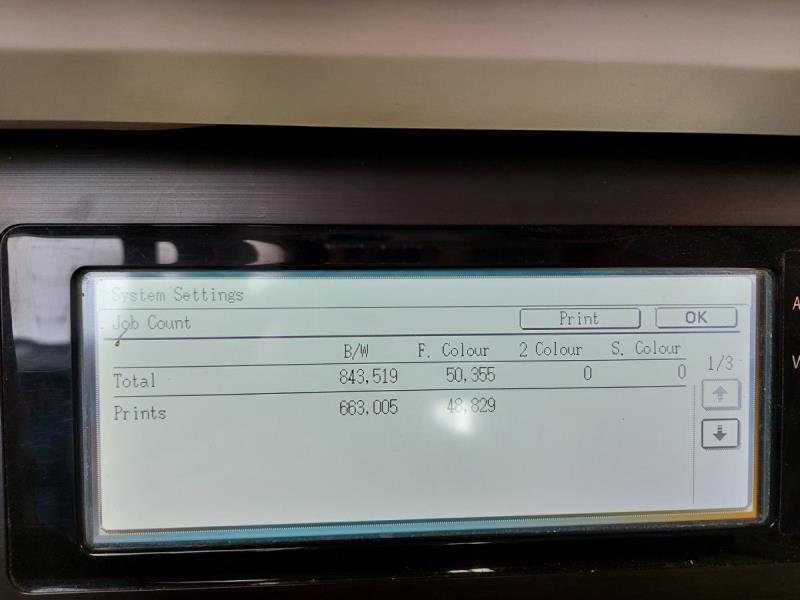 System Settings
Job Count Print OK
B/W F. Colour 2 Colour S. Colour 1/3
Total 843,519 50,355 0 0
Prints 663,005 48,829
A